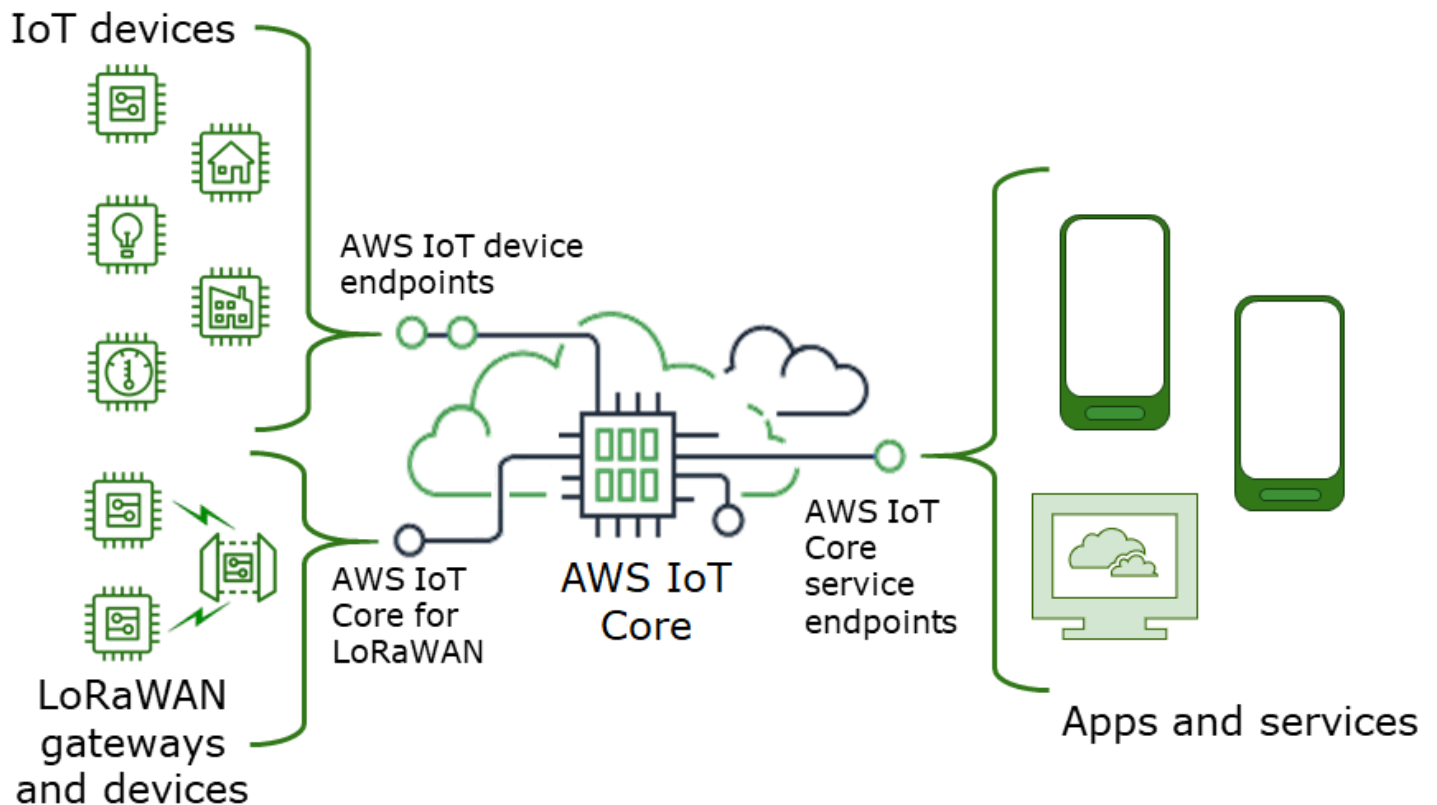 IoT devices
AWS IoT device
endpoints
AWS IoT
Core for
LoRaWAN
AWS IoT
Core
AWS IoT
Core
service
endpoints
LoRaWAN
gateways
and devices
Apps and services